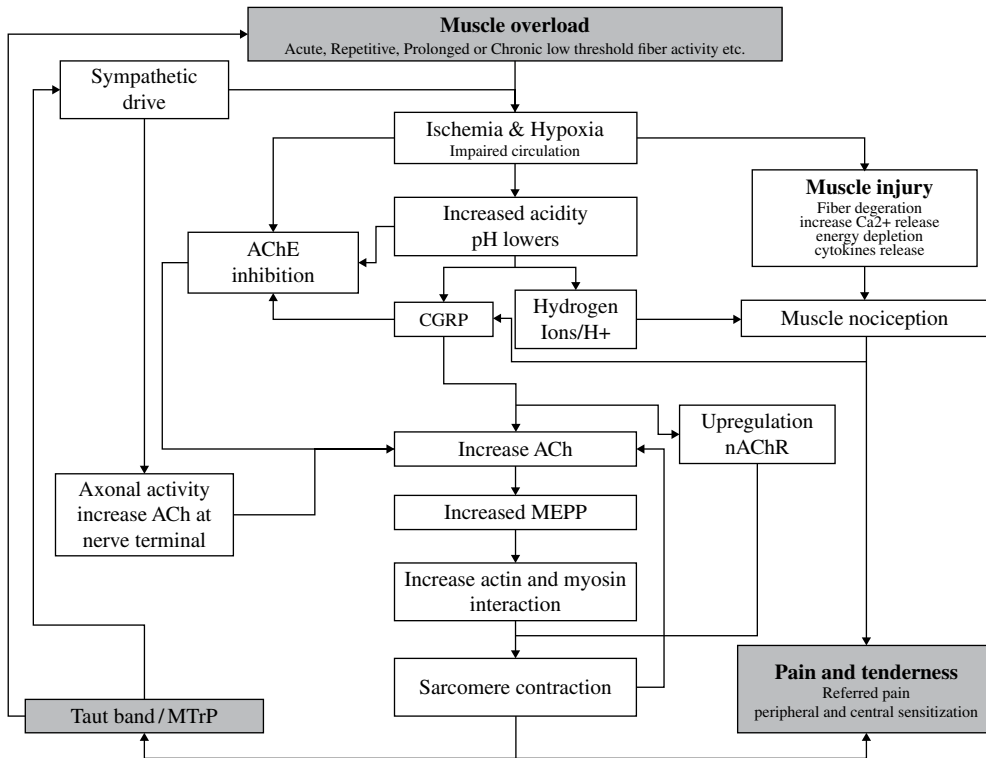 Muscle overload
Acute, Repetitive, Prolonged or Chronic low threshold fiber activity etc.
Sympathetic
drive
Ischemia & Hypoxia
Impaired circulation
Muscle injury
Fiber degeration
increase Ca2+ release
energy depletion
cytokines release
Increased acidity
pH lowers
AChE
inhibition
CGRP
Hydrogen
Ions/H+
Muscle nociception
Increase ACh
Upregulation
nAChR
Axonal activity
increase ACh at
nerve terminal
Increased MEPP
Increase actin and myosin
interaction
Sarcomere contraction
Pain and tenderness
Referred pain
peripheral and central sensitization
Taut band / MTrP